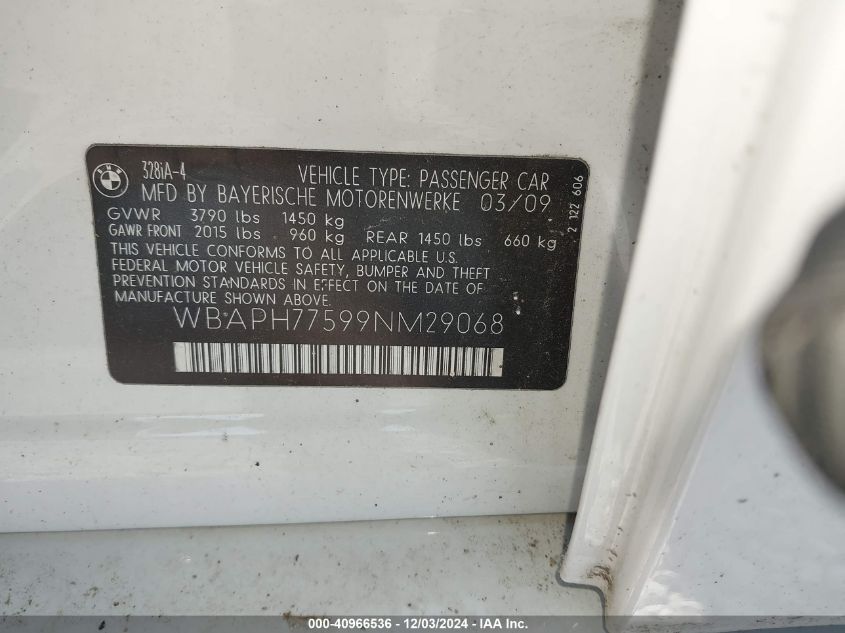 328iA-4 VEHICLE TYPE: PASSENGER CAR
MFD BY BAYERISCHE MOTORENWERKE 03/09
GVWR 3790 lbs 1450 kg
GAWR FRONT 2015 lbs 960 kg REAR 1450 lbs 660 kg
THIS VEHICLE CONFORMS TO ALL APPLICABLE U.S.
FEDERAL MOTOR VEHICLE SAFETY, BUMPER AND THEFT
PREVENTION STANDARDS IN EFFECT ON THE DATE OF
MANUFACTURE SHOWN ABOVE.
WBAPH77599NM29068
2 122 606
BMW
000-40966536 - 12/03/2024 - IAA Inc.